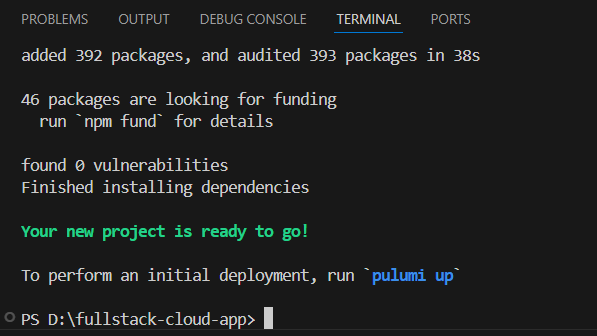 PROBLEMS OUTPUT DEBUG CONSOLE TERMINAL PORTS
added 392 packages, and audited 393 packages in 38s
46 packages are looking for funding
  run `npm fund` for details
found 0 vulnerabilities
Finished installing dependencies
Your new project is ready to go!
To perform an initial deployment, run `pulumi up`
PS D:\fullstack-cloud-app>